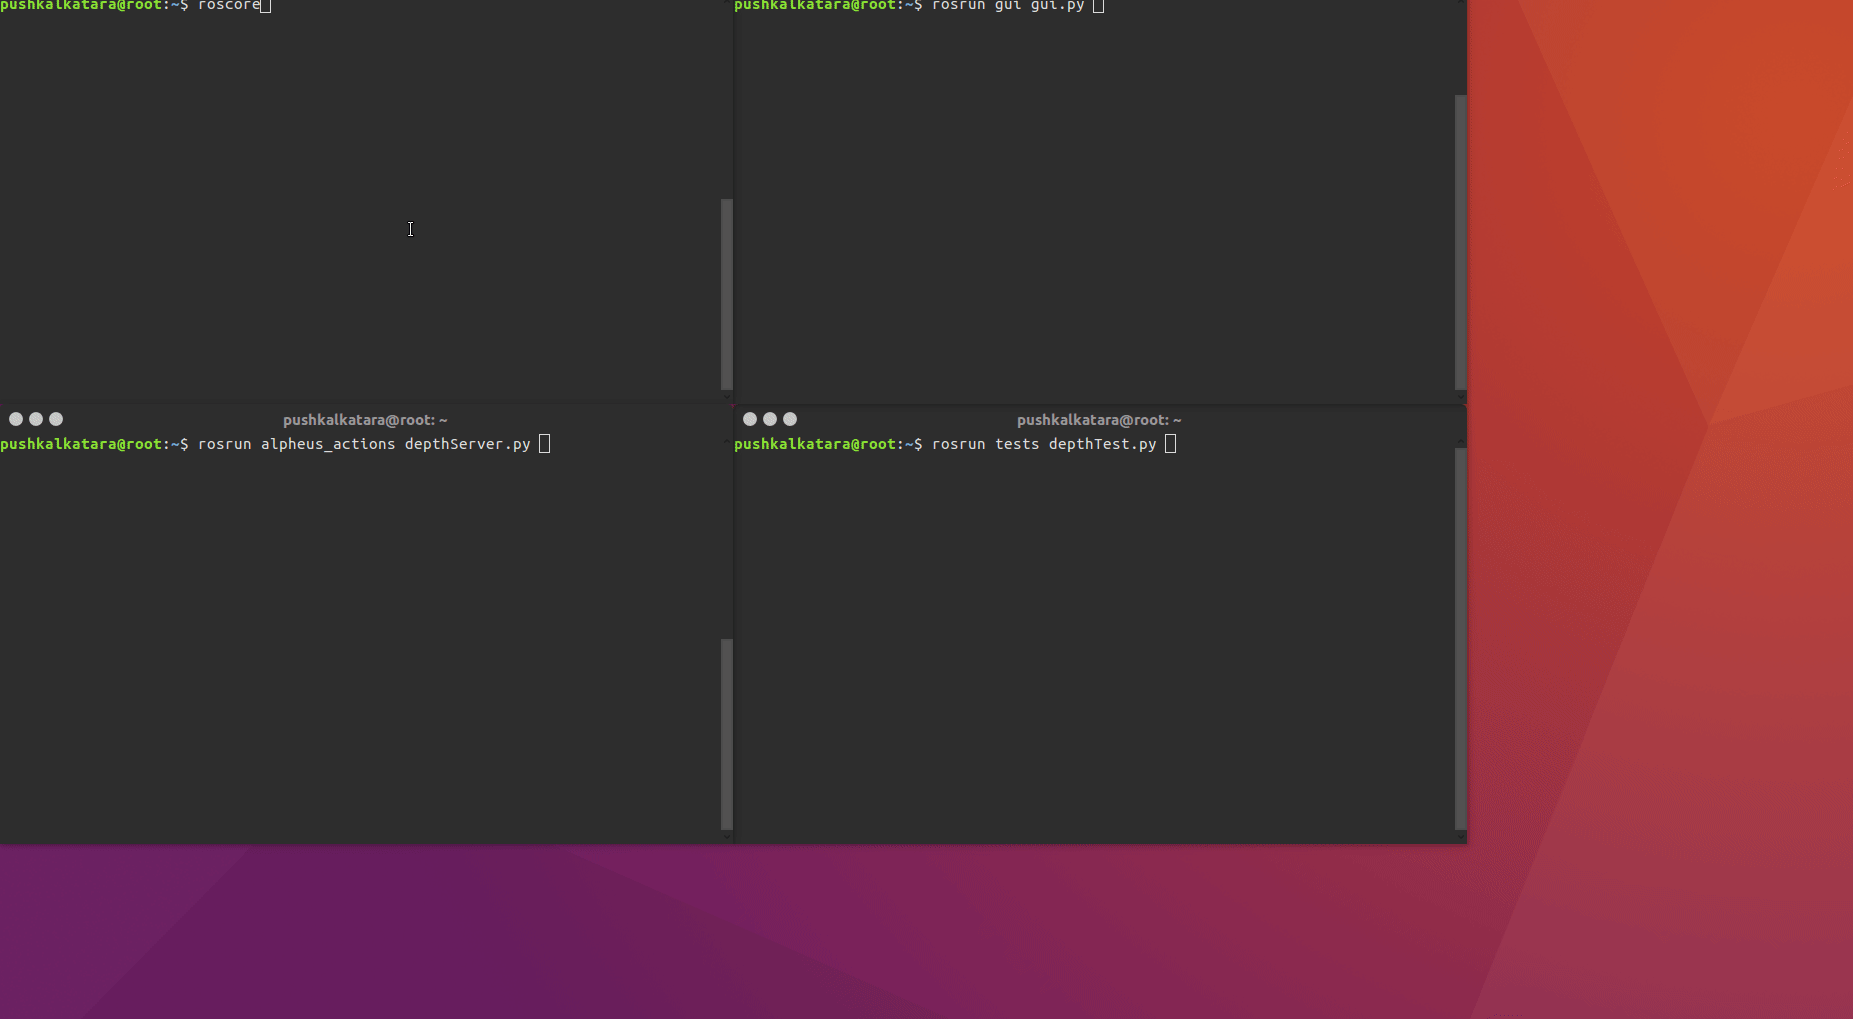 pushkalkatara@root:~$ roscore
pushkalkatara@root:~$ rosrun gui gui.py
pushkalkatara@root: ~
pushkalkatara@root: ~
pushkalkatara@root:~$ rosrun alpheus_actions depthServer.py
pushkalkatara@root:~$ rosrun tests depthTest.py